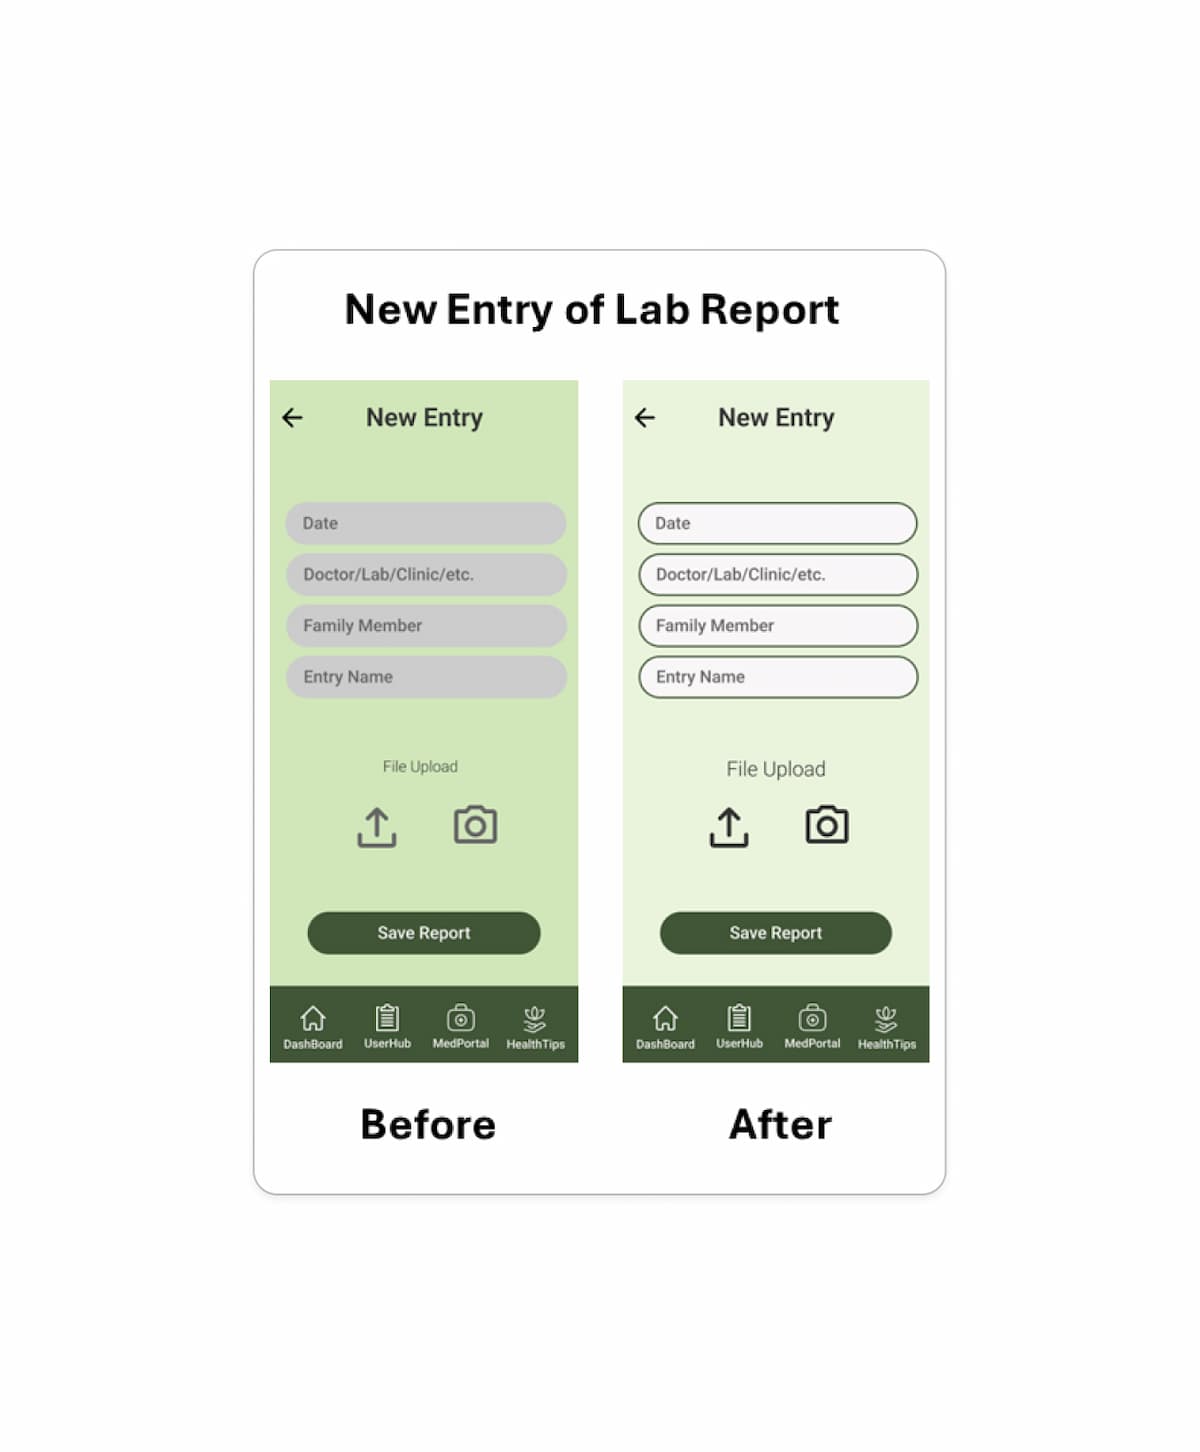 New Entry of Lab Report
New Entry
Date
Doctor/Lab/Clinic/etc.
Family Member
Entry Name
File Upload
Save Report
DashBoard UserHub MedPortal HealthTips
Before
New Entry
Date
Doctor/Lab/Clinic/etc.
Family Member
Entry Name
File Upload
Save Report
DashBoard UserHub MedPortal HealthTips
After